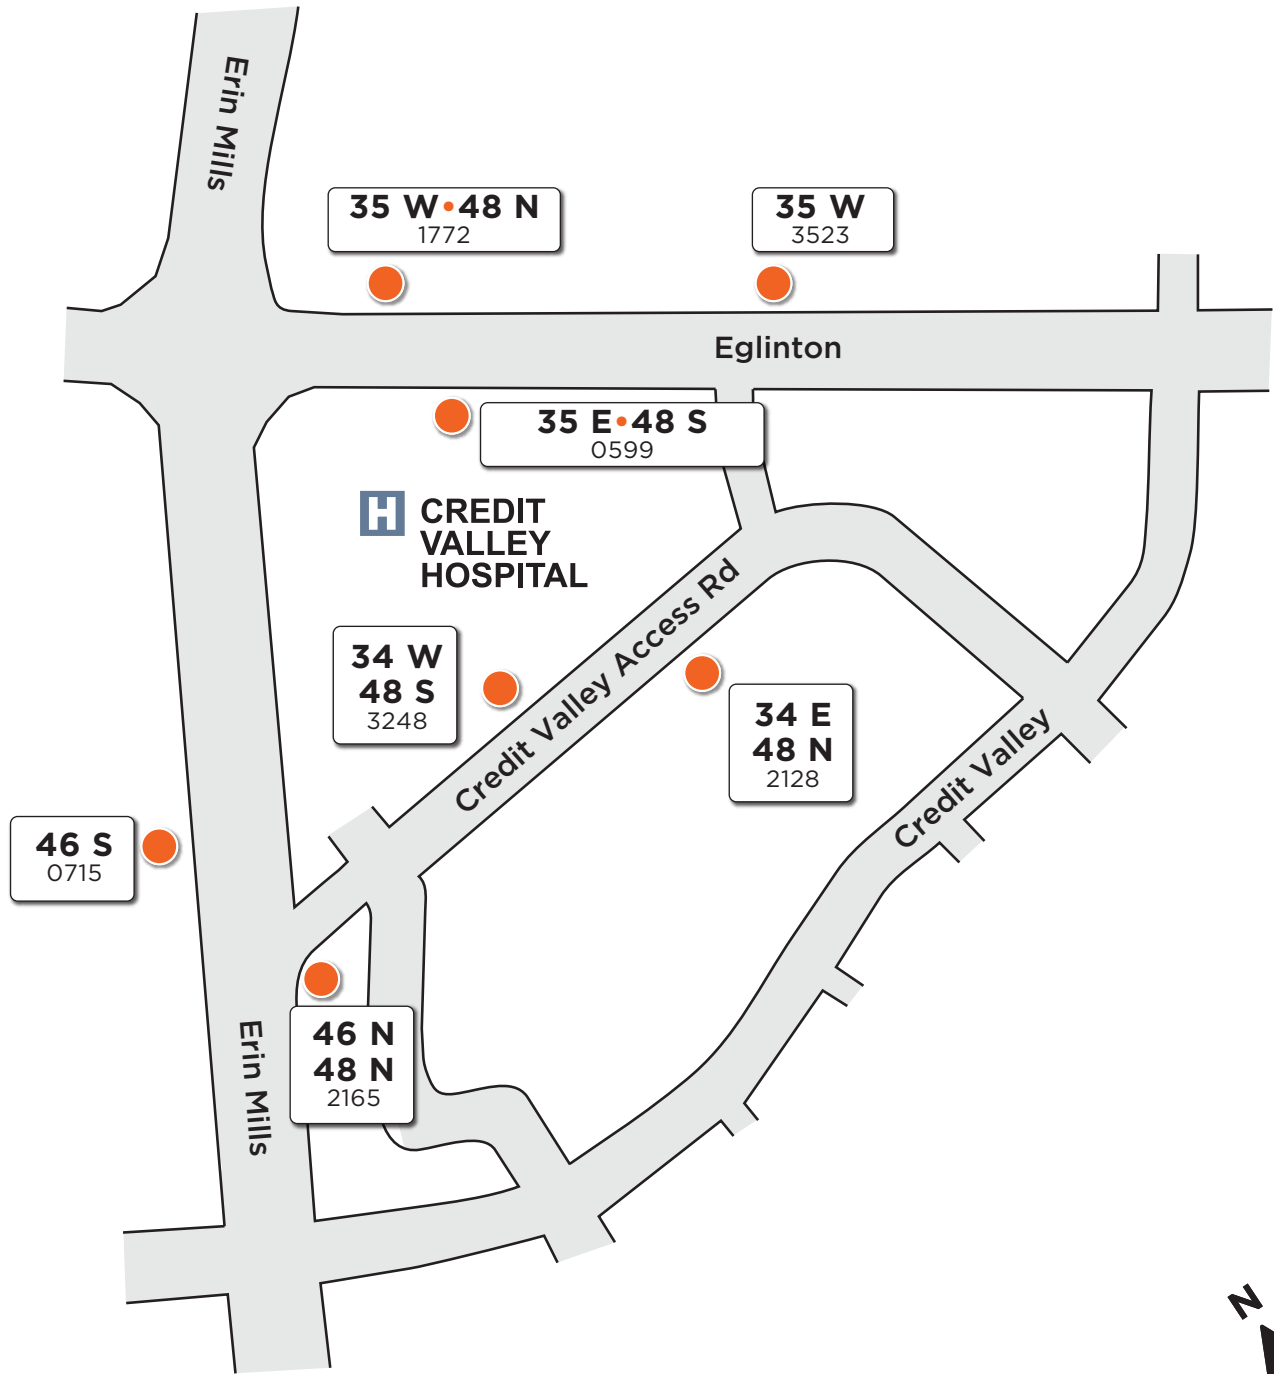 Erin Mills
35 W•48 N
1772
35 W
3523
Eglinton
35 E•48 S
0599
H
CREDIT
VALLEY
HOSPITAL
Credit Valley Access Rd
34 W
48 S
3248
34 E
48 N
2128
Credit Valley
46 S
0715
46 N
48 N
2165
Erin Mills
N